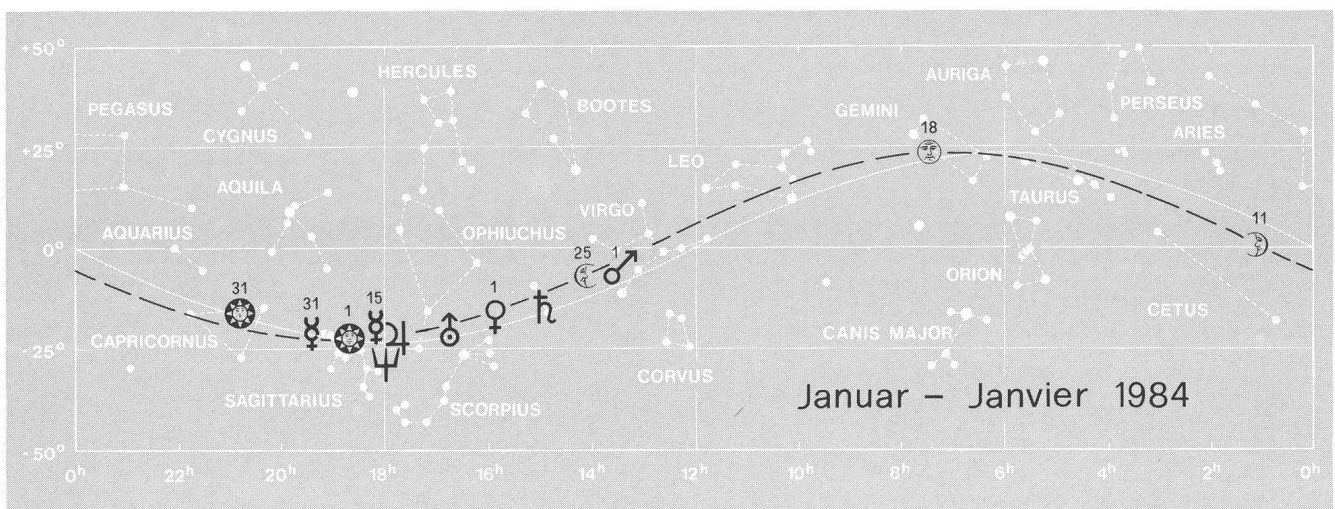 +50°
HERCULES
AURIGA
PEGASUS
BOOTES
GEMINI
PERSEUS
CYGNUS
18
ARIES
+25°
LEO
AQUILA
TAURUS
VIRGO
11
AQUARIUS
OPHIUCHUS
0°
25
1
ORION
31
31
1
15
1
CETUS
CAPRICORNUS
CANIS MAJOR
-25°
CORVUS
SAGITTARIUS
SCORPIUS
Januar – Janvier 1984
-50°
0h 22h 20h 18h 16h 14h 12h 10h 8h 6h 4h 2h 0h